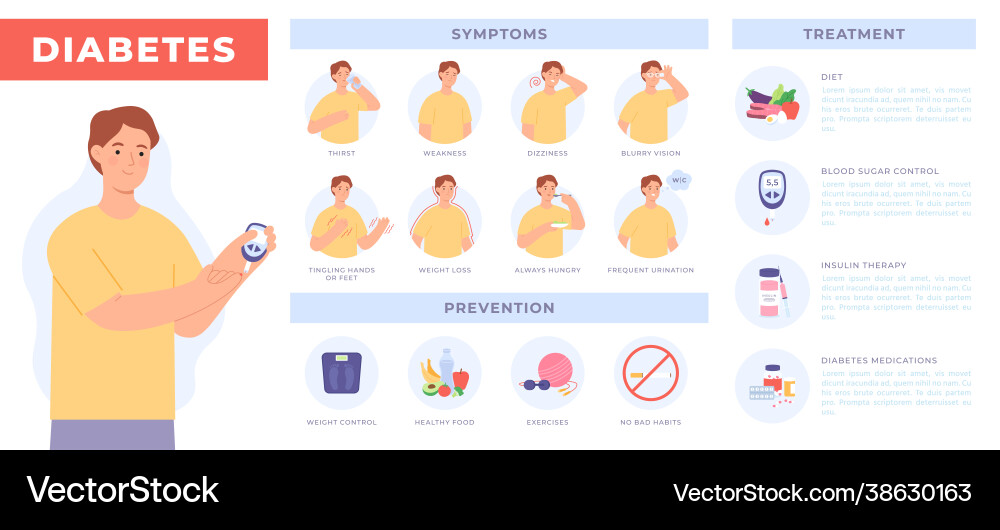 DIABETES
SYMPTOMS
THIRST
WEAKNESS
DIZZINESS
BLURRY VISION
W|C
TINGLING HANDS
OR FEET
WEIGHT LOSS
ALWAYS HUNGRY
FREQUENT URINATION
PREVENTION
WEIGHT CONTROL
HEALTHY FOOD
EXERCISES
NO BAD HABITS
TREATMENT
DIET
Lorem ipsum dolor sit amet, vis movet
dicunt iracundia ad, quem nihil no nam. Cu
his eros brute ocurreret. Te duis intellam
pro. Prompta scriptorem deterruisset eu
usu.
5,5
BLOOD SUGAR CONTROL
Lorem ipsum dolor sit amet, vis movet
dicunt iracundia ad, quem nihil no nam. Cu
his eros brute ocurreret. Te duis intellam
pro. Prompta scriptorem deterruisset eu
usu.
INSULIN THERAPY
Lorem ipsum dolor sit amet, vis movet
dicunt iracundia ad, quem nihil no nam. Cu
his eros brute ocurreret. Te duis intellam
pro. Prompta scriptorem deterruisset eu
usu.
DIABETES MEDICATIONS
Lorem ipsum dolor sit amet, vis movet
dicunt iracundia ad, quem nihil no nam. Cu
his eros brute ocurreret. Te duis intellam
pro. Prompta scriptorem deterruisset eu
usu.
VectorStock
VectorStock.com/38630163